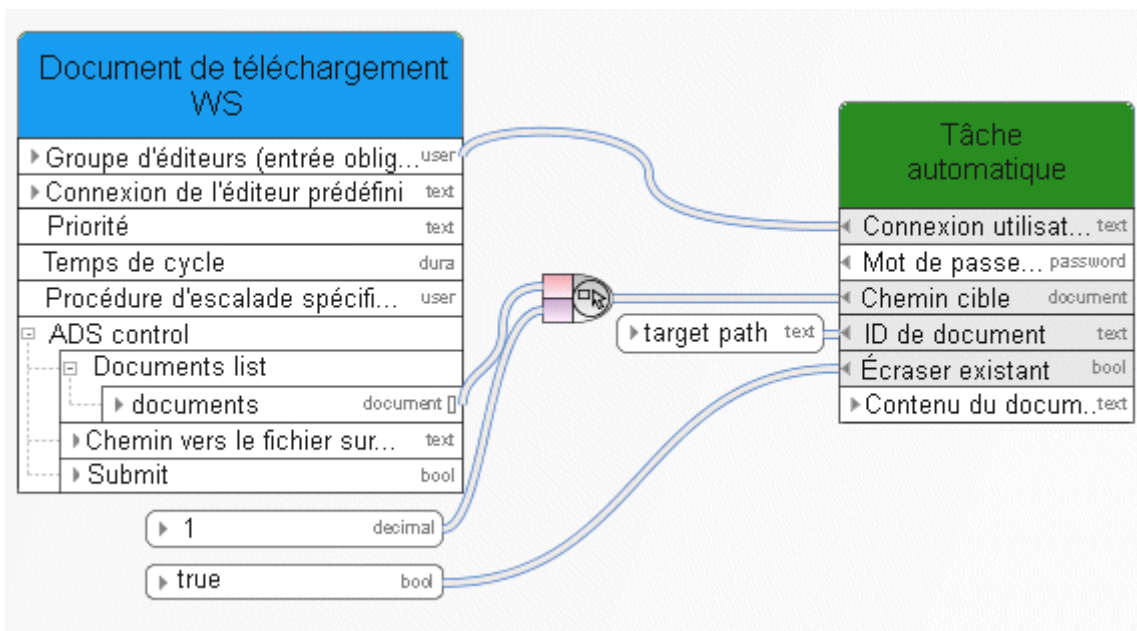 Document de téléchargement
WS
Groupe d'éditeurs (entrée oblig... user
Connexion de l'éditeur prédéfini text
Priorité text
Temps de cycle dura
Procédure d'escalade spécifi... user
ADS control
Documents list
documents document []
Chemin vers le fichier sur... text
Submit bool
1 decimal
true bool
target path text
Tâche
automatique
Connexion utilisat... text
Mot de passe... password
Chemin cible document
ID de document text
Écraser existant bool
Contenu du docum.. text